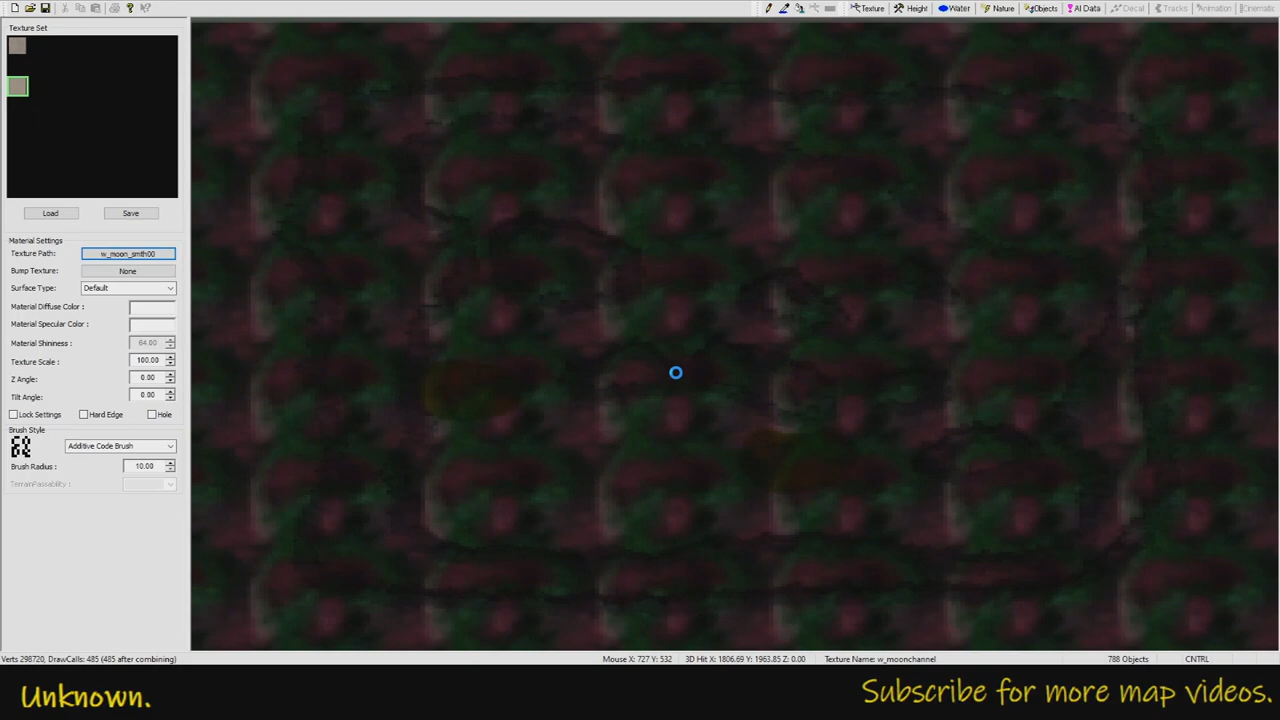 Texture Height Water Nature Objects AI Data Decal Tracks Animation Cinematic
Texture Set
Load Save
Material Settings
Texture Path: w_moon_smth00
Bump Texture: None
Surface Type: Default
Material Diffuse Color :
Material Specular Color :
Material Shininess : 64.00
Texture Scale : 100.00
Z Angle: 0.00
Tilt Angle: 0.00
Lock Settings Hard Edge Hole
Brush Style
Additive Code Brush
Brush Radius : 10.00
TerrainPassability :
Verts 298720, DrawCalls: 485 (485 after combining) Mouse X: 727 Y: 532 3D Hit X: 1806.69 Y: 1963.85 Z: 0.00 Texture Name: w_moonchannel 788 Objects CNTRL
Unknown. Subscribe for more map videos.